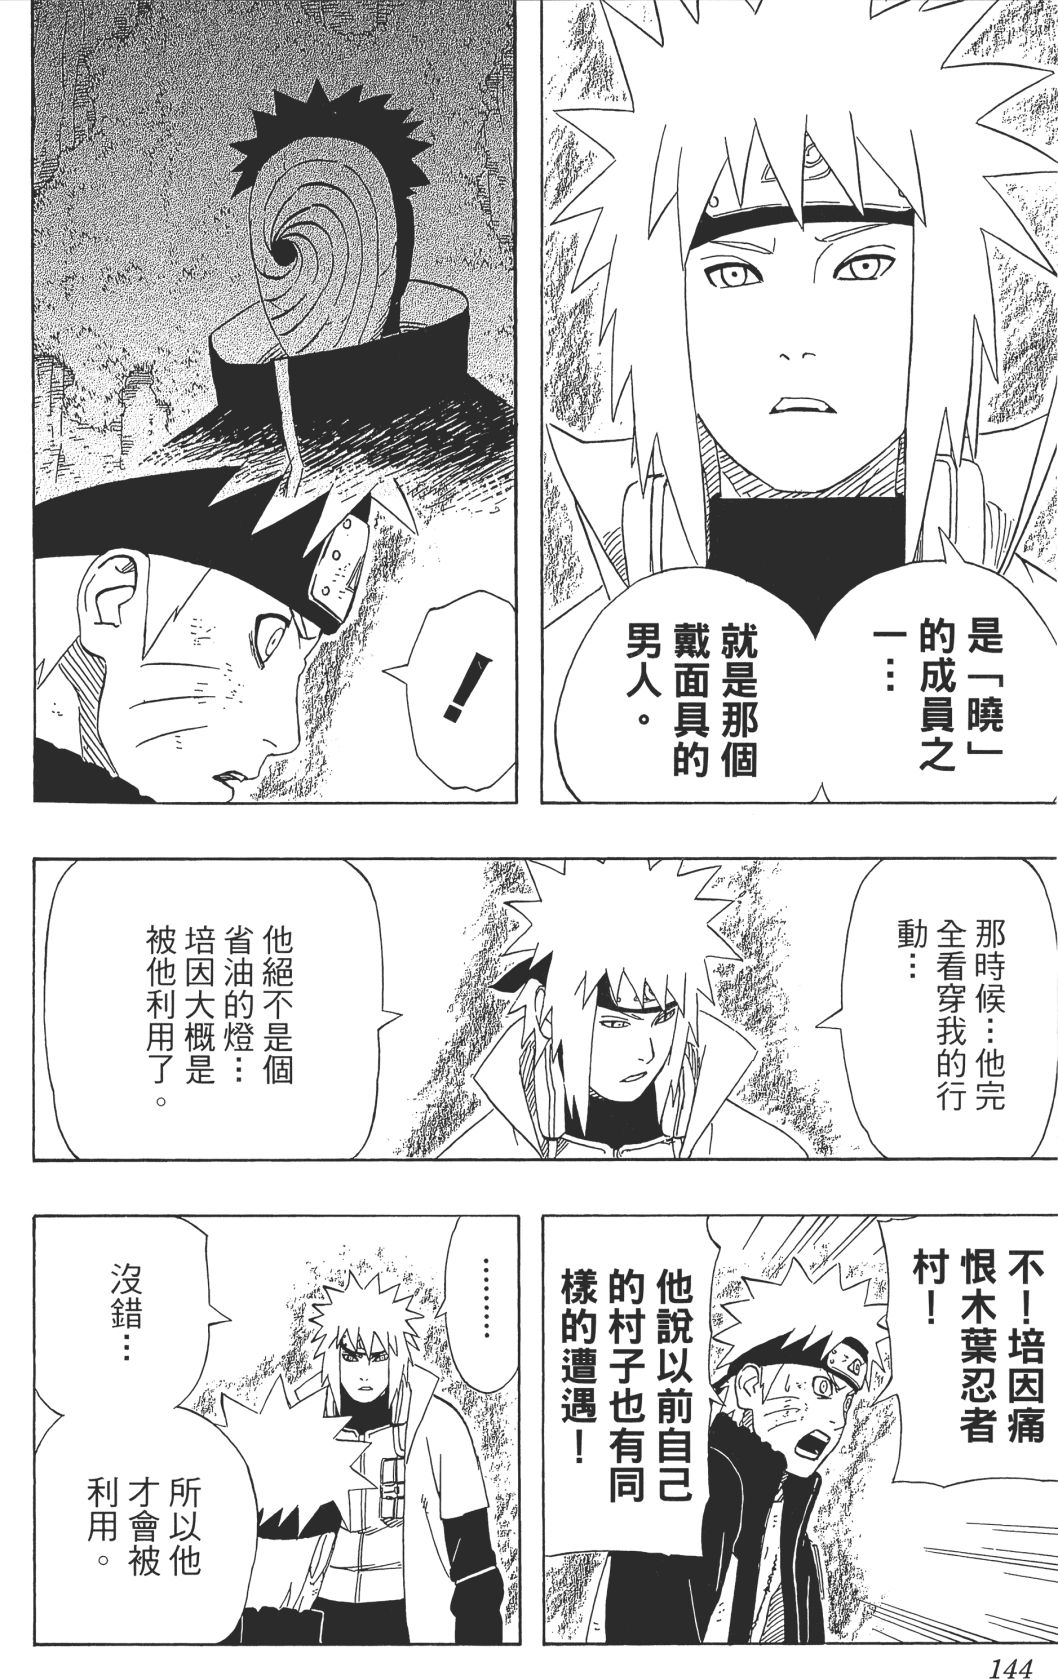 是「曉」
的成員之
一…
就是那個
戴面具的
男人。
！
那時候…他完
全看穿我的行
動…
他絕不是個
省油的燈…
培因大概是
被他利用了。
不！培因痛
恨木葉忍者
村！
他說以前自己
的村子也有同
樣的遭遇！
………
沒錯…
所以他
才會被
利用。
144